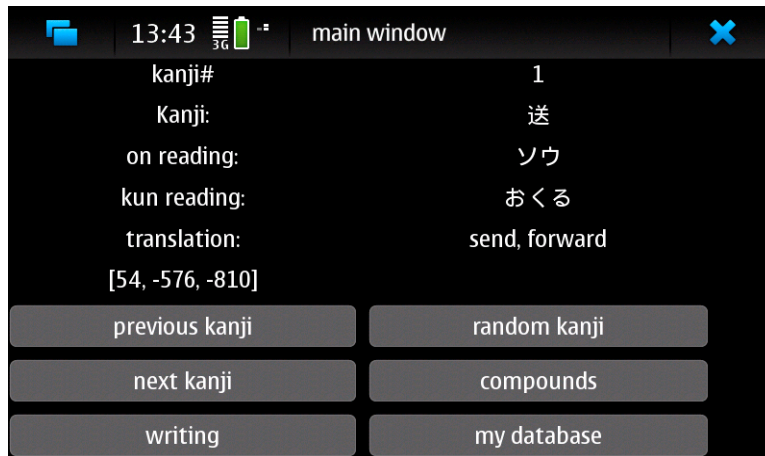 13:43 3G main window
kanji# 1
Kanji: 送
on reading: ソウ
kun reading: おくる
translation: send, forward
[54, -576, -810]
previous kanji random kanji
next kanji compounds
writing my database